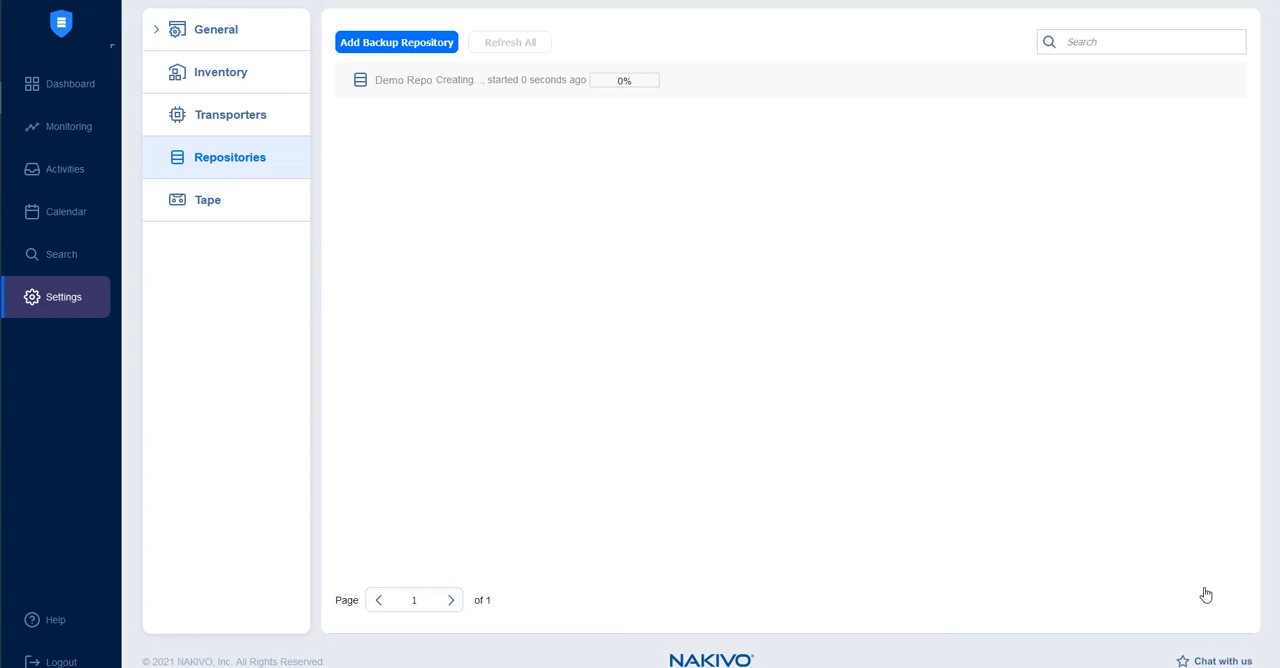 Dashboard
Monitoring
Activities
Calendar
Search
Settings
Help
Logout
General
Inventory
Transporters
Repositories
Tape
Add Backup Repository
Refresh All
Search
Demo Repo Creating..., started 0 seconds ago 0%
Page 1 of 1
© 2021 NAKIVO, Inc. All Rights Reserved.
NAKIVO®
Chat with us